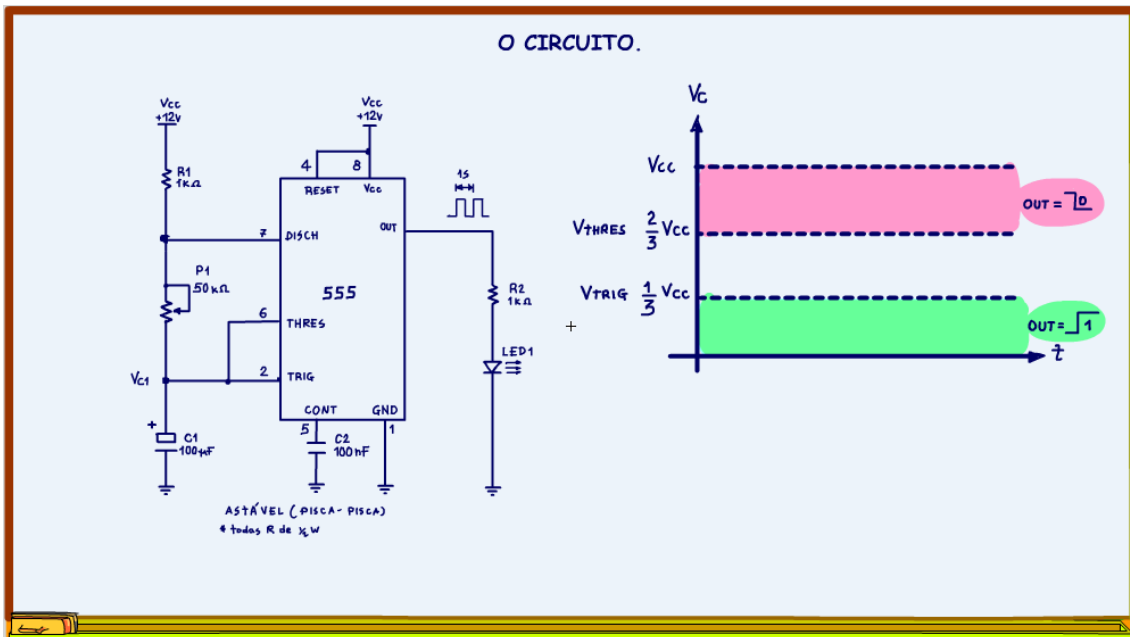 O CIRCUITO.
Vcc
+12v
R1
1kΩ
P1
50kΩ
VC1
+
C1
100µF
Vcc
+12v
4
8
RESET
Vcc
7
DISCH
OUT
555
6
THRES
2
TRIG
CONT
GND
5
1
C2
100nF
1s
R2
1kΩ
LED1
ASTÁVEL (PISCA-PISCA)
* todas R de ½ W
Vc
Vcc
VTHRES 2/3 Vcc
VTRIG 1/3 Vcc
OUT = 0
OUT = 1
t